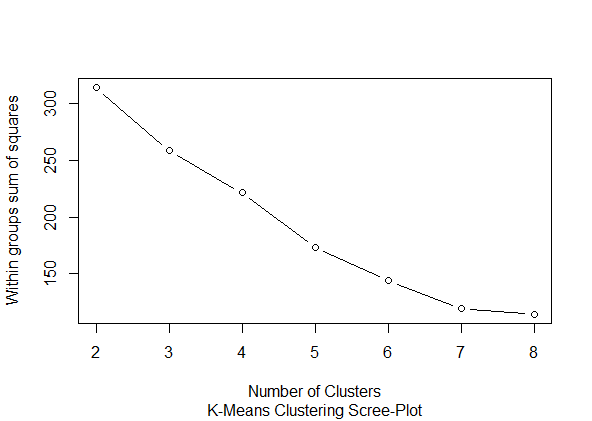 Within groups sum of squares
300
250
200
150
2 3 4 5 6 7 8
Number of Clusters
K-Means Clustering Scree-Plot